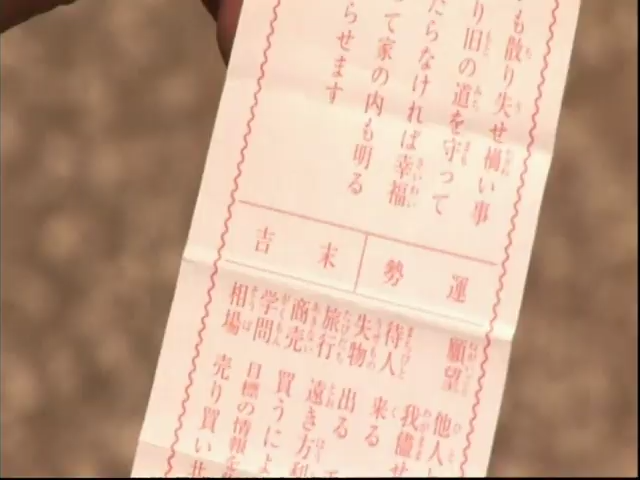 も散り失せ禍い事
り旧の道を守って
たらなければ幸福
って家の内も明る
らせます
運勢
末吉
願望 他人
我儘せ
待人 来る
失物 出る
旅行 遠き方
商売 買うによ
学問 目標の情報
相場 売り買い共